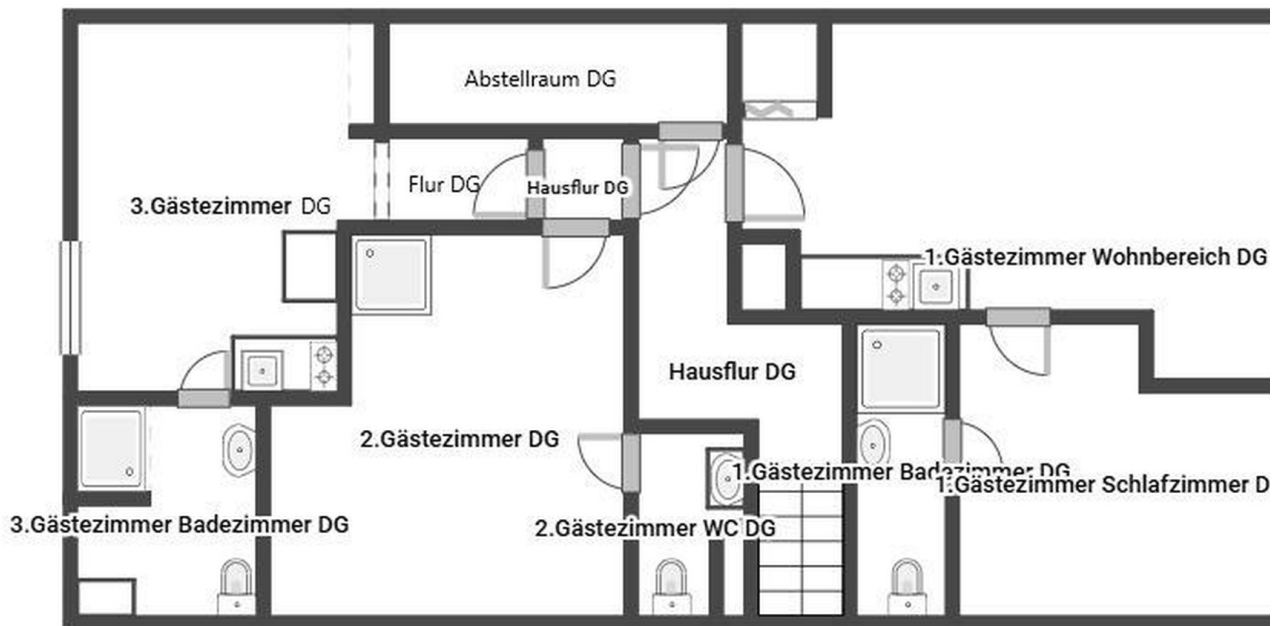 Abstellraum DG
Flur DG
Hausflur DG
3.Gästezimmer DG
1.Gästezimmer Wohnbereich DG
Hausflur DG
2.Gästezimmer DG
1.Gästezimmer Badezimmer DG
1.Gästezimmer Schlafzimmer D
3.Gästezimmer Badezimmer DG
2.Gästezimmer WC DG